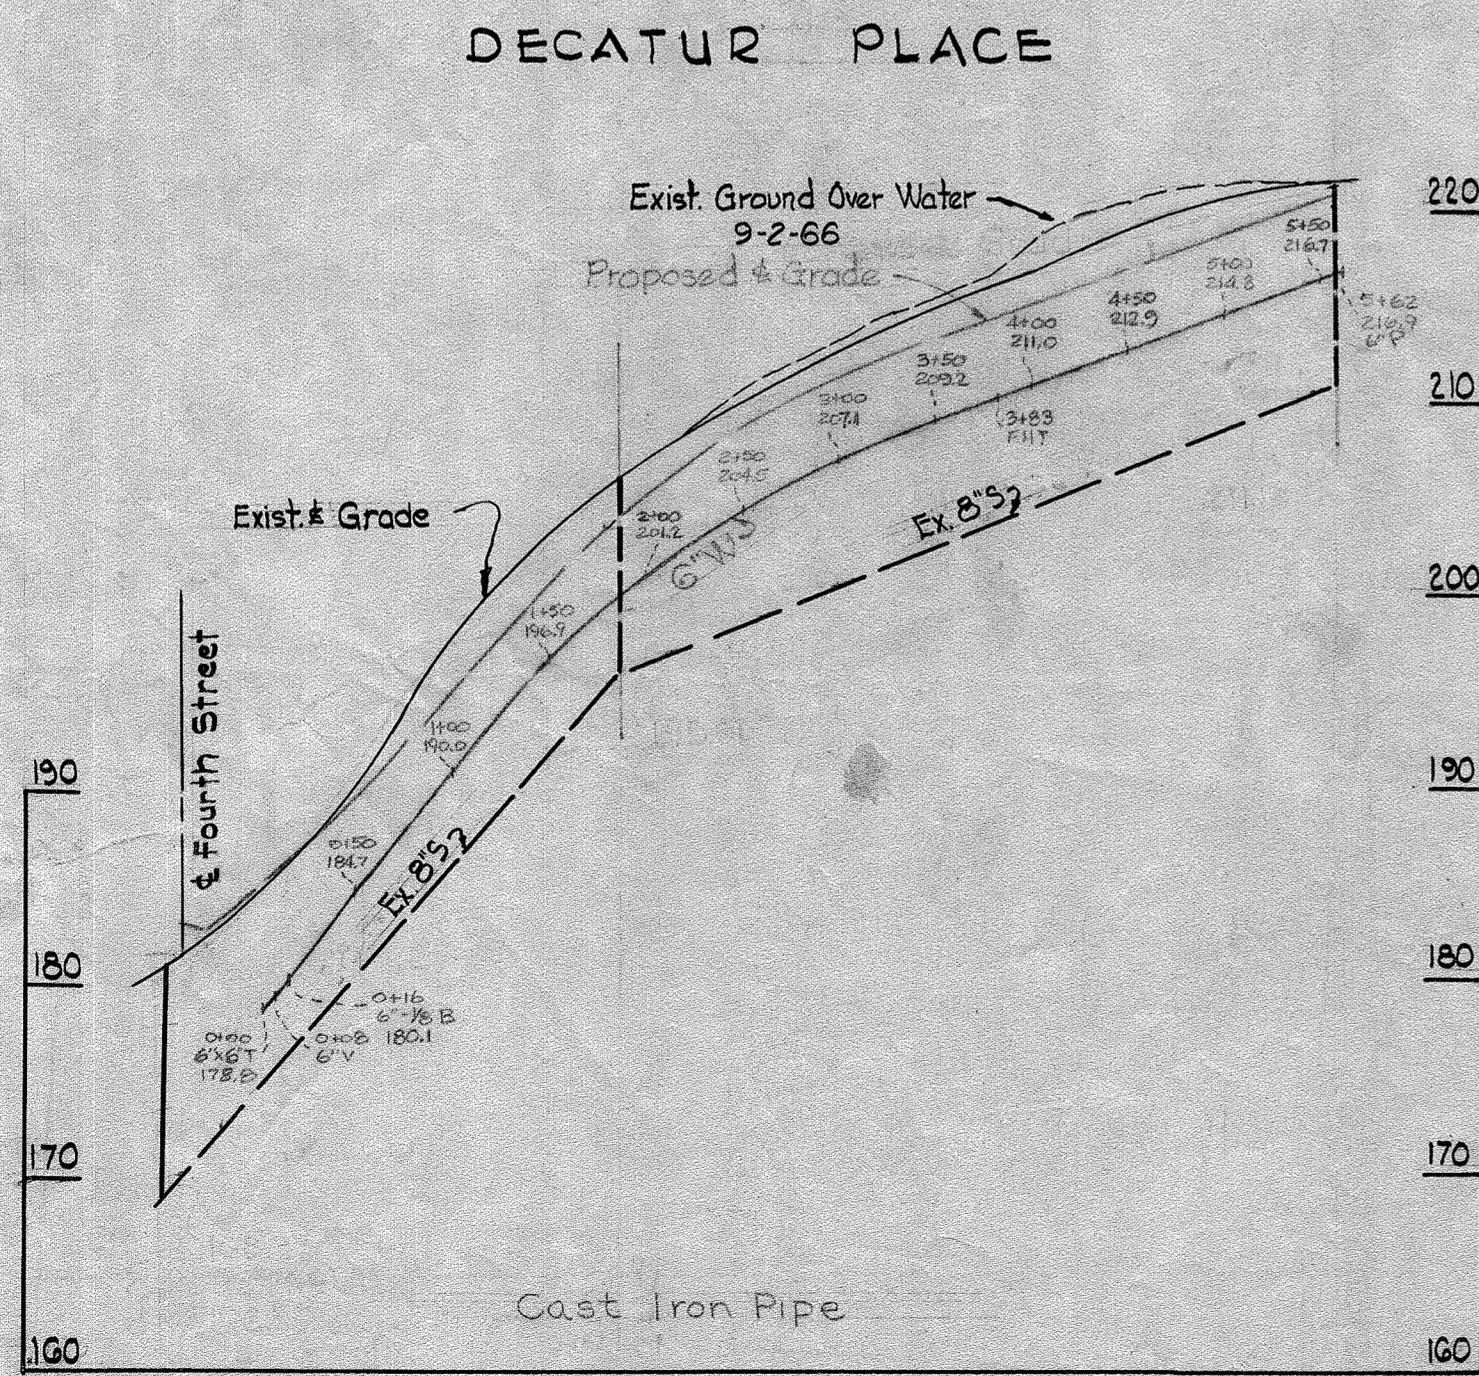 DECATUR PLACE
Exist. Ground Over Water
9-2-66
Proposed ℄ Grade
220
5+50
216.7
5+00
214.8
4+50
212.9
5+62
216.9
6"P
4+00
211.0
3+50
209.2
210
3+00
207.1
3+83
FHT
2+50
204.5
Ex. 8"S
Exist. ℄ Grade
2+00
201.2
6"W
200
1+50
196.9
℄ Fourth Street
1+00
190.0
190
190
0+50
184.7
Ex. 8"S
180
180
0+16
6"-⅛ B
180.1
0+00
6"x6"T
0+08
6"V
170
170
Cast Iron Pipe
160
160